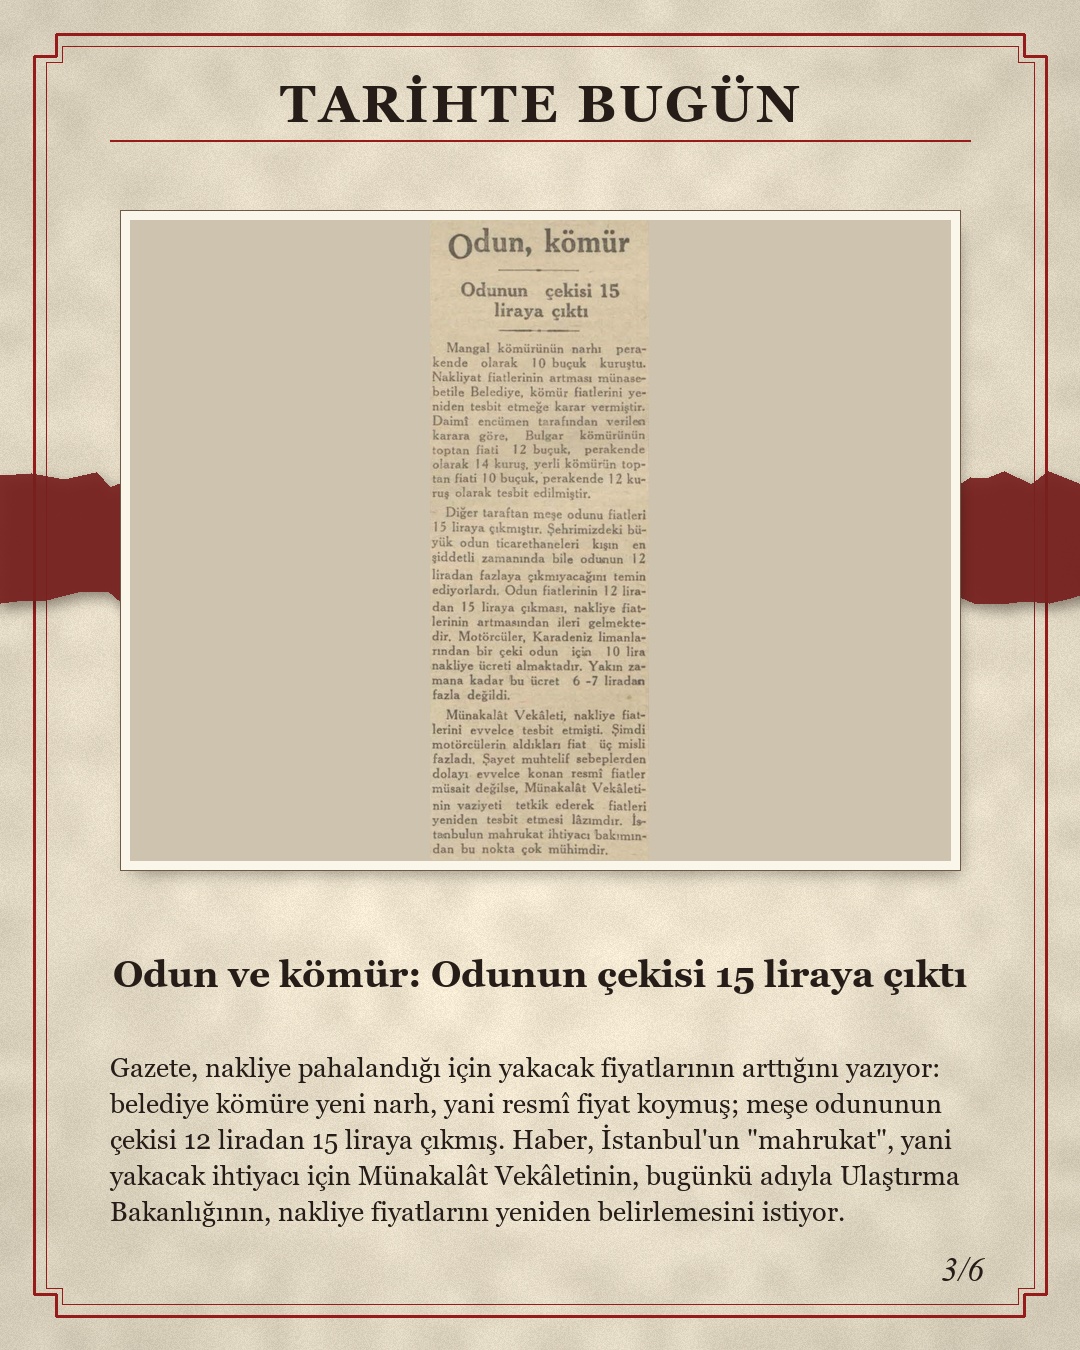 TARİHTE BUGÜN
Odun, kömür
Odunun çekisi 15
liraya çıktı
Mangal kömürünün narhı pera-
kende olarak 10 buçuk kuruştu.
Nakliyat fiatlerinin artması münase-
betile Belediye, kömür fiatlerini ye-
niden tesbit etmeğe karar vermiştir.
Daimî encümen tarafından verilen
karara göre, Bulgar kömürünün
toptan fiati 12 buçuk, perakende
olarak 14 kuruş, yerli kömürün top-
tan fiati 10 buçuk, perakende 12 ku-
ruş olarak tesbit edilmiştir.
Diğer taraftan meşe odunu fiatleri
15 liraya çıkmıştır. Şehrimizdeki bü-
yük odun ticarethaneleri kışın en
şiddetli zamanında bile odunun 12
liradan fazlaya çıkmıyacağını temin
ediyorlardı. Odun fiatlerinin 12 lira-
dan 15 liraya çıkması, nakliye fiat-
lerinin artmasından ileri gelmekte-
dir. Motörcüler, Karadeniz limanla-
rından bir çeki odun için 10 lira
nakliye ücreti almaktadır. Yakın za-
mana kadar bu ücret 6 -7 liradan
fazla değildi.
Münakalât Vekâleti, nakliye fiat-
lerini evvelce tesbit etmişti. Şimdi
motörcülerin aldıkları fiat üç misli
fazladı. Şayet muhtelif sebeplerden
dolayı evvelce konan resmî fiatler
müsait değilse, Münakalât Vekâleti-
nin vaziyeti tetkik ederek fiatleri
yeniden tesbit etmesi lâzımdır. İs-
tanbulun mahrukat ihtiyacı bakımın-
dan bu nokta çok mühimdir.
Odun ve kömür: Odunun çekisi 15 liraya çıktı
Gazete, nakliye pahalandığı için yakacak fiyatlarının arttığını yazıyor:
belediye kömüre yeni narh, yani resmî fiyat koymuş; meşe odununun
çekisi 12 liradan 15 liraya çıkmış. Haber, İstanbul'un "mahrukat", yani
yakacak ihtiyacı için Münakalât Vekâletinin, bugünkü adıyla Ulaştırma
Bakanlığının, nakliye fiyatlarını yeniden belirlemesini istiyor.
3/6